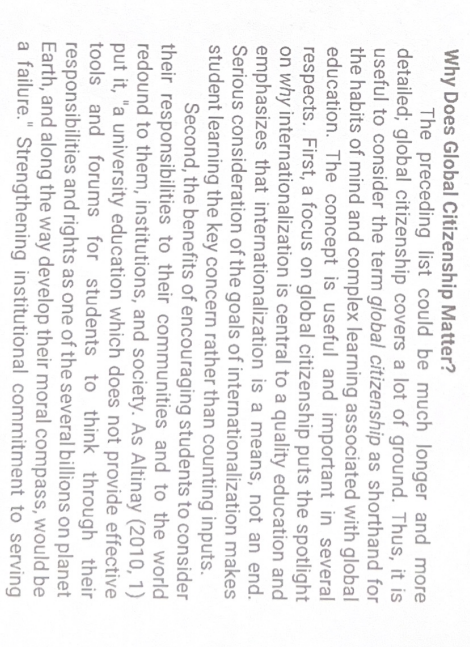 Why Does Global Citizenship Matter?
The preceding list could be much longer and more
detailed; global citizenship covers a lot of ground. Thus, it is
useful to consider the term global citizenship as shorthand for
the habits of mind and complex learning associated with global
education. The concept is useful and important in several
respects. First, a focus on global citizenship puts the spotlight
on why internationalization is central to a quality education and
emphasizes that internationalization is a means, not an end.
Serious consideration of the goals of internationalization makes
student learning the key concern rather than counting inputs.
Second, the benefits of encouraging students to consider
their responsibilities to their communities and to the world
redound to them, institutions, and society. As Altinay (2010, 1)
put it, "a university education which does not provide effective
tools and forums for students to think through their
responsibilities and rights as one of the several billions on planet
Earth, and along the way develop their moral compass, would be
a failure." Strengthening institutional commitment to serving